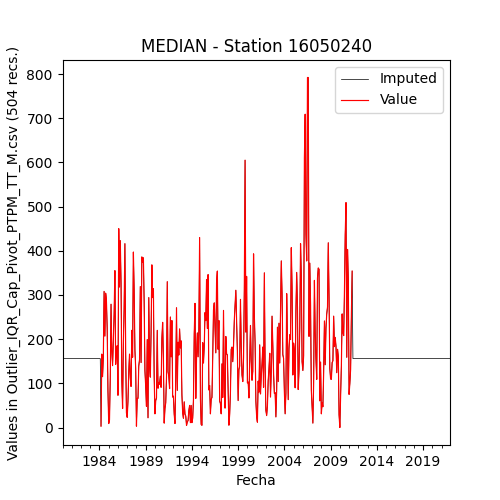 MEDIAN - Station 16050240
Values in Outlier_IQR_Cap_Pivot_PTPM_TT_M.csv (504 recs.)
800
700
600
500
400
300
200
100
0
Imputed
Value
1984 1989 1994 1999 2004 2009 2014 2019
Fecha